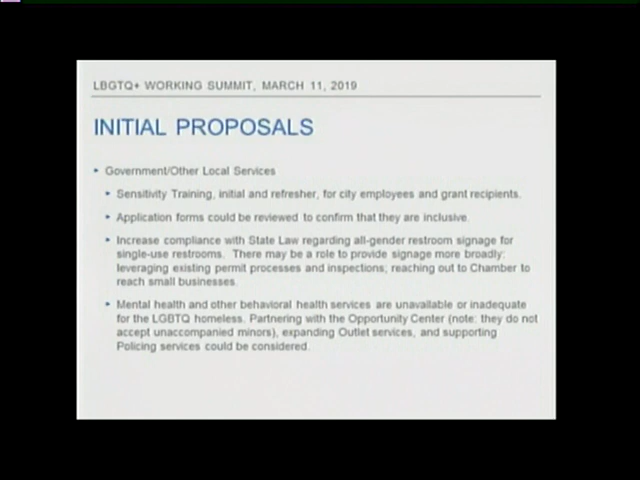 LBGTQ+ WORKING SUMMIT, MARCH 11, 2019
INITIAL PROPOSALS
• Government/Other Local Services
• Sensitivity Training, initial and refresher, for city employees and grant recipients.
• Application forms could be reviewed to confirm that they are inclusive.
• Increase compliance with State Law regarding all-gender restroom signage for
single-use restrooms. There may be a role to provide signage more broadly:
leveraging existing permit processes and inspections; reaching out to Chamber to
reach small businesses.
• Mental health and other behavioral health services are unavailable or inadequate
for the LGBTQ homeless. Partnering with the Opportunity Center (note: they do not
accept unaccompanied minors), expanding Outlet services, and supporting
Policing services could be considered.